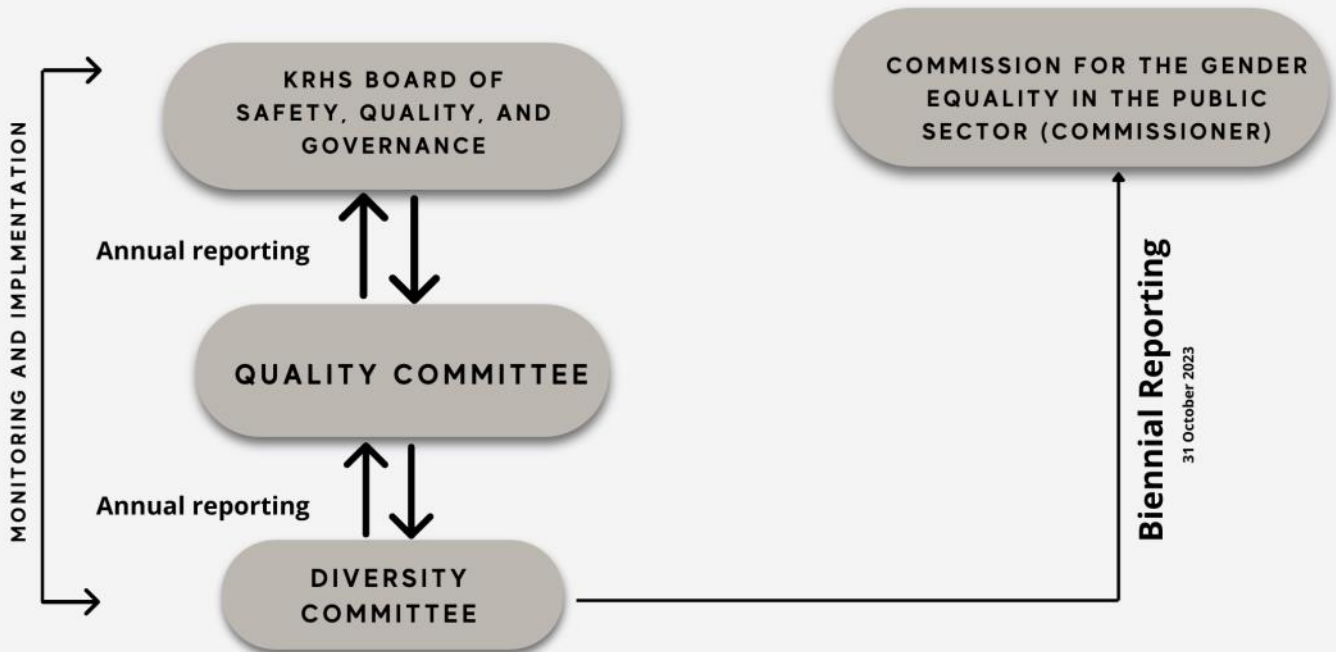 MONITORING AND IMPLMENTATION
KRHS BOARD OF
SAFETY, QUALITY, AND
GOVERNANCE
Annual reporting
QUALITY COMMITTEE
Annual reporting
DIVERSITY
COMMITTEE
COMMISSION FOR THE GENDER
EQUALITY IN THE PUBLIC
SECTOR (COMMISSIONER)
Biennial Reporting
31 October 2023